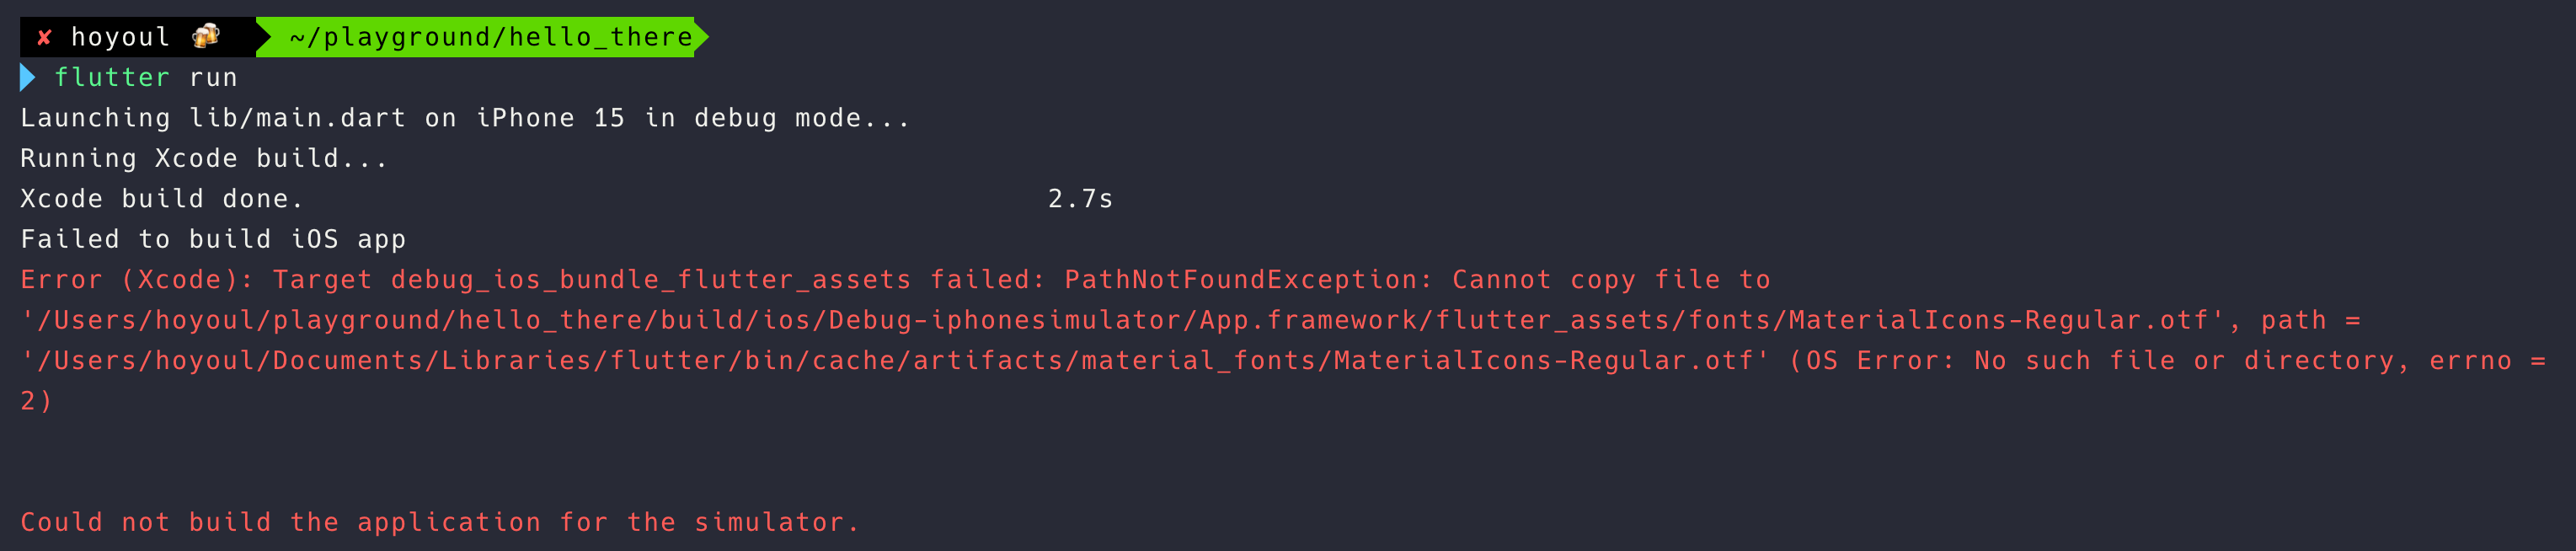 ✘ hoyoul 🍻 ~/playground/hello_there
flutter run
Launching lib/main.dart on iPhone 15 in debug mode...
Running Xcode build...
Xcode build done. 2.7s
Failed to build iOS app
Error (Xcode): Target debug_ios_bundle_flutter_assets failed: PathNotFoundException: Cannot copy file to
'/Users/hoyoul/playground/hello_there/build/ios/Debug-iphonesimulator/App.framework/flutter_assets/fonts/MaterialIcons-Regular.otf', path =
'/Users/hoyoul/Documents/Libraries/flutter/bin/cache/artifacts/material_fonts/MaterialIcons-Regular.otf' (OS Error: No such file or directory, errno =
2)
Could not build the application for the simulator.